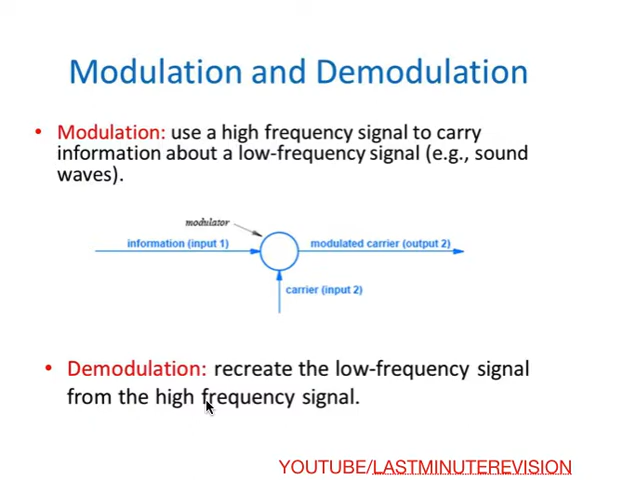 Modulation and Demodulation
• Modulation: use a high frequency signal to carry
information about a low-frequency signal (e.g., sound
waves).
modulator
information (input 1)
modulated carrier (output 2)
carrier (input 2)
• Demodulation: recreate the low-frequency signal
from the high frequency signal.
YOUTUBE/LASTMINUTEREVISION